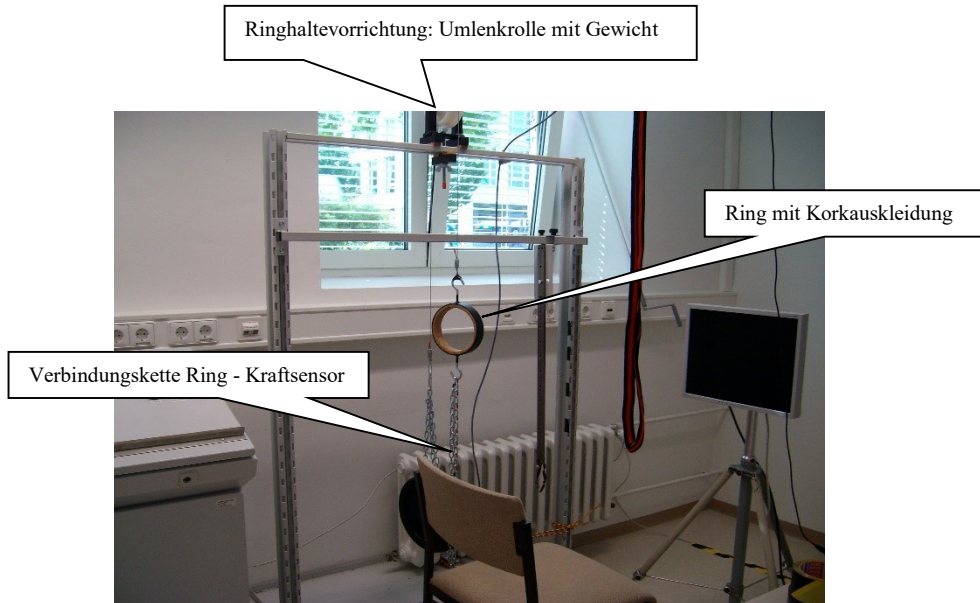 Ringhaltevorrichtung: Umlenkrolle mit Gewicht
Ring mit Korkauskleidung
Verbindungskette Ring - Kraftsensor